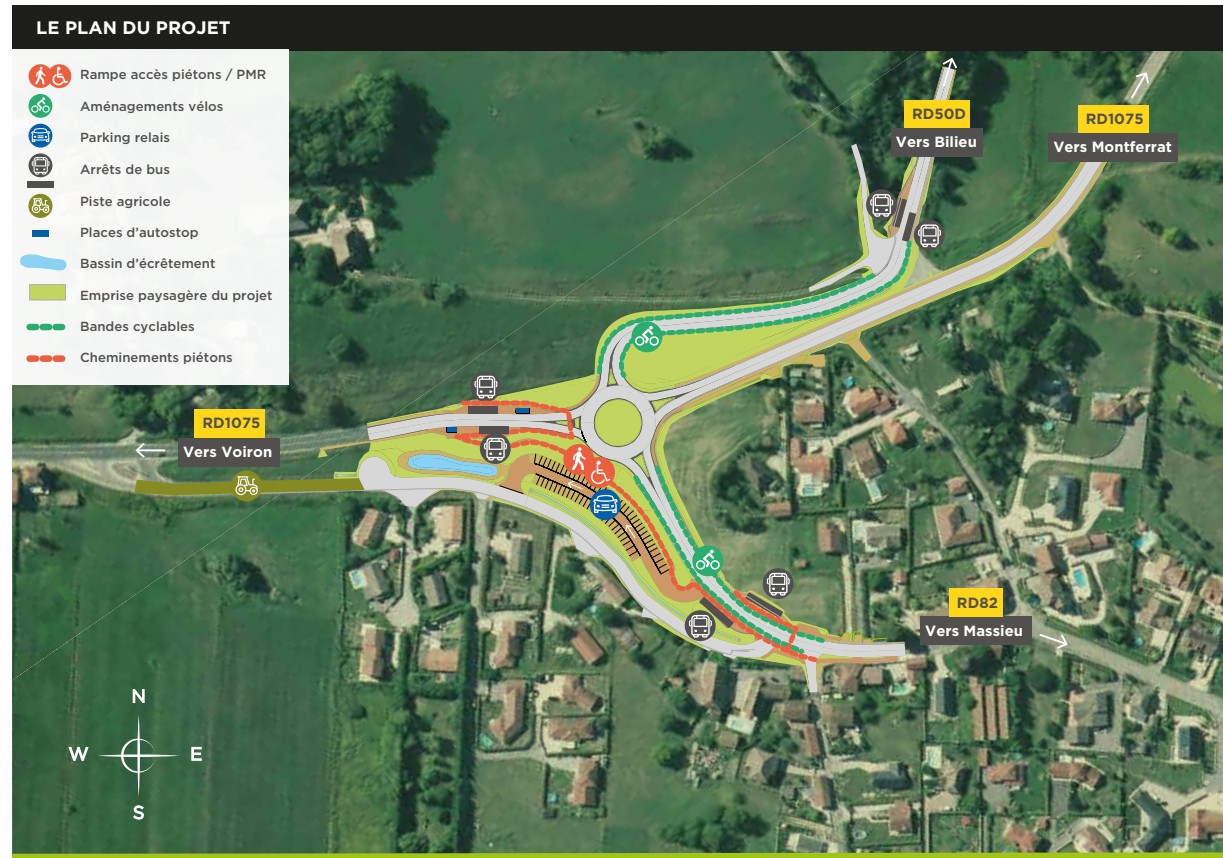 LE PLAN DU PROJET
Rampe accès piétons / PMR
Aménagements vélos
Parking relais
Arrêts de bus
Piste agricole
Places d'autostop
Bassin d'écrêtement
Emprise paysagère du projet
Bandes cyclables
Cheminements piétons
RD50D
Vers Bilieu
RD1075
Vers Montferrat
RD1075
Vers Voiron
RD82
Vers Massieu
N
W E
S